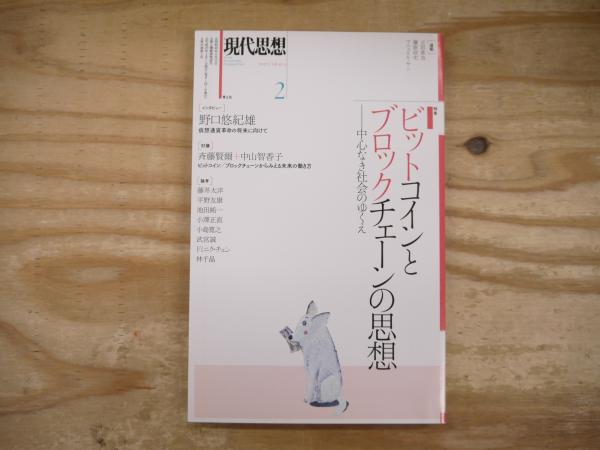 現代思想
2
青土社
特集
ビットコインと
ブロックチェーンの思想
──中心なき社会のゆくえ
インタビュー
野口悠紀雄
仮想通貨革命の将来に向けて
討議
斉藤賢爾+中山智香子
ビットコイン/ブロックチェーンからみえる未来の働き方
論考
藤井太洋
平野友康
池田純一
小澤正直
小島寛之
武宮誠
ドミニク・チェン
林千晶
連載